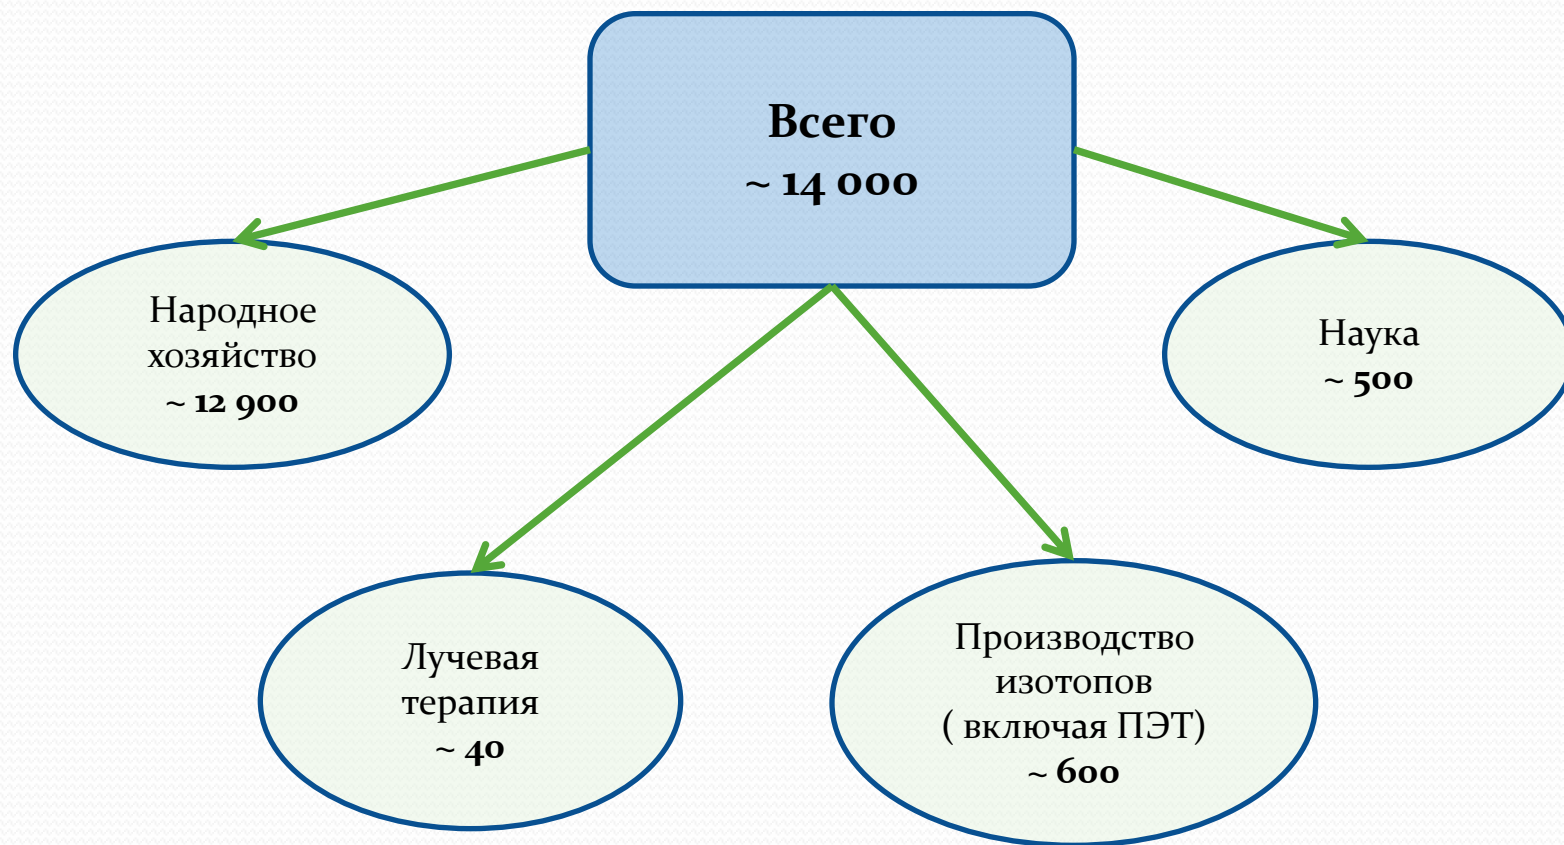 Всего
~ 14 000
Народное
хозяйство
~ 12 900
Наука
~ 500
Лучевая
терапия
~ 40
Производство
изотопов
( включая ПЭТ)
~ 600